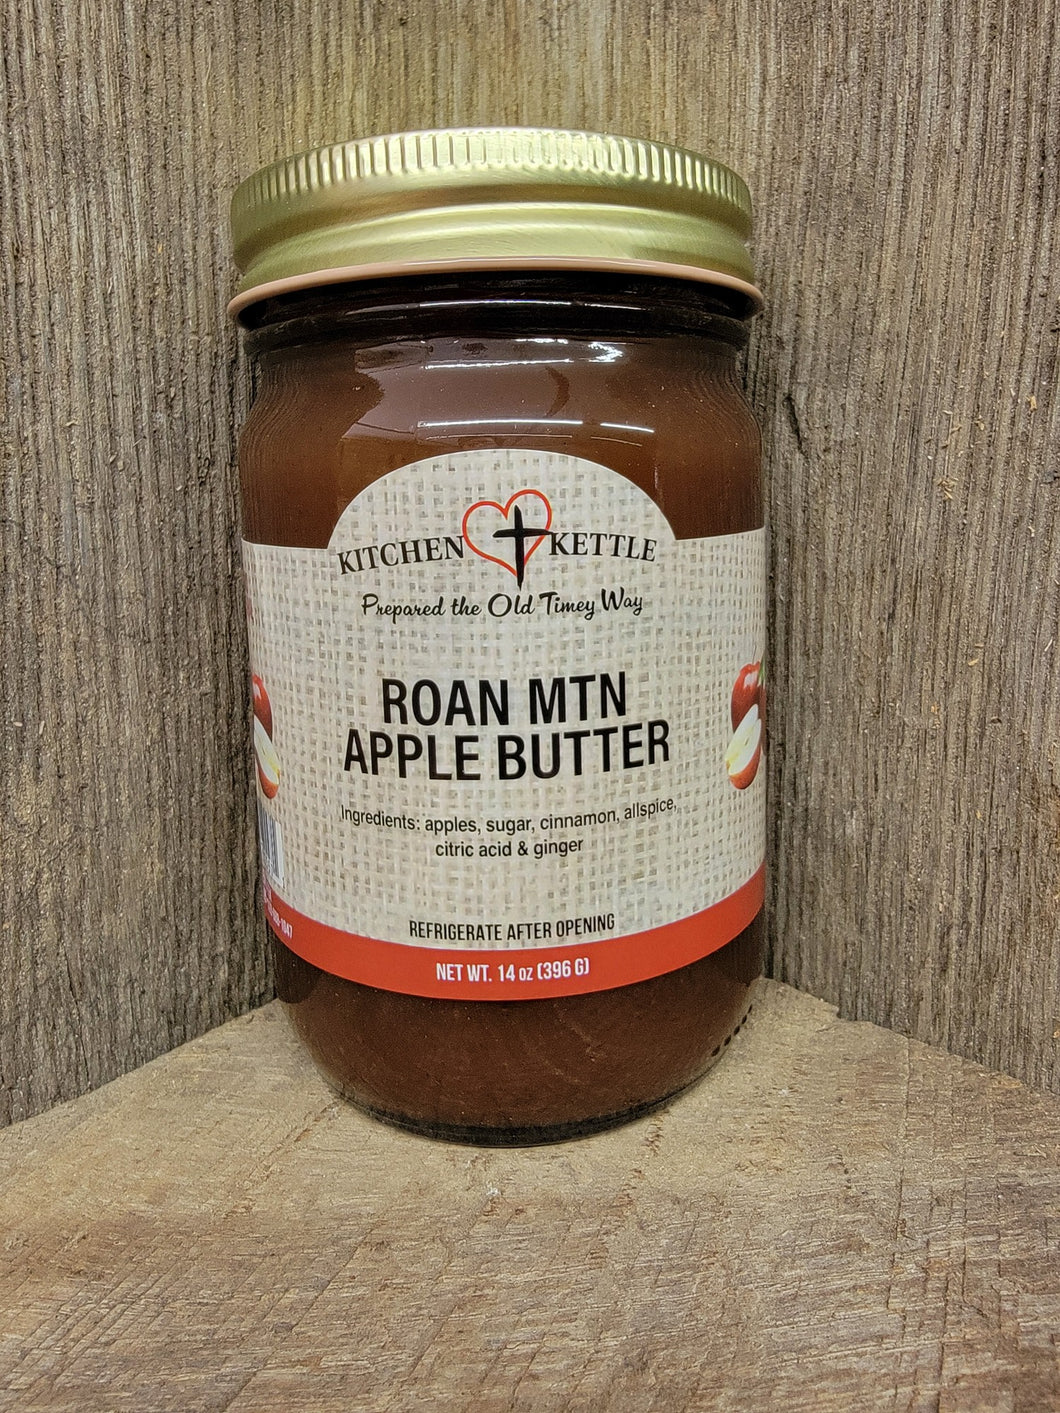 KITCHEN KETTLE
Prepared the Old Timey Way
ROAN MTN
APPLE BUTTER
Ingredients: apples, sugar, cinnamon, allspice,
citric acid & ginger
REFRIGERATE AFTER OPENING
NET WT. 14 oz (396 G)